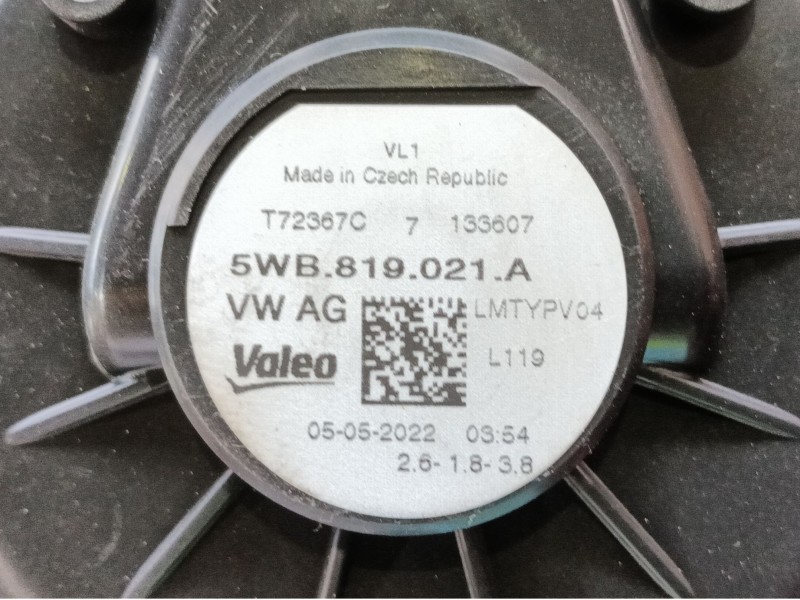 VL1
Made in Czech Republic
T72367C 7 133607
5WB.819.021.A
VW AG LMTYPV04
Valeo L119
05-05-2022 03:54
2.6- 1.8- 3.8